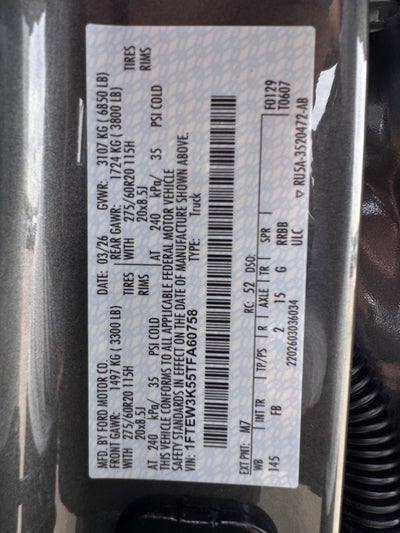 MFD. BY FORD MOTOR CO.
DATE: 03/26 GVWR: 3107 KG ( 6850 LB)
FRONT GAWR: 1497 KG ( 3300 LB) REAR GAWR: 1724 KG ( 3800 LB)
WITH 275/60R20 115H TIRES WITH 275/60R20 115H TIRES
20x8.5J RIMS 20x8.5J RIMS
AT 240 kPa/ 35 PSI COLD AT 240 kPa/ 35 PSI COLD
THIS VEHICLE CONFORMS TO ALL APPLICABLE FEDERAL MOTOR VEHICLE
SAFETY STANDARDS IN EFFECT ON THE DATE OF MANUFACTURE SHOWN ABOVE.
VIN: 1FTEW3K55TFA60758
TYPE: Truck
F0129
T0607
EXT PNT: M7 RC: 52 DSO:
WB INT TR TP/PS R AXLE TR SPR
145 FB 2 15 G RRBB
ULC
2202603036034
RU5A-3520472-AB